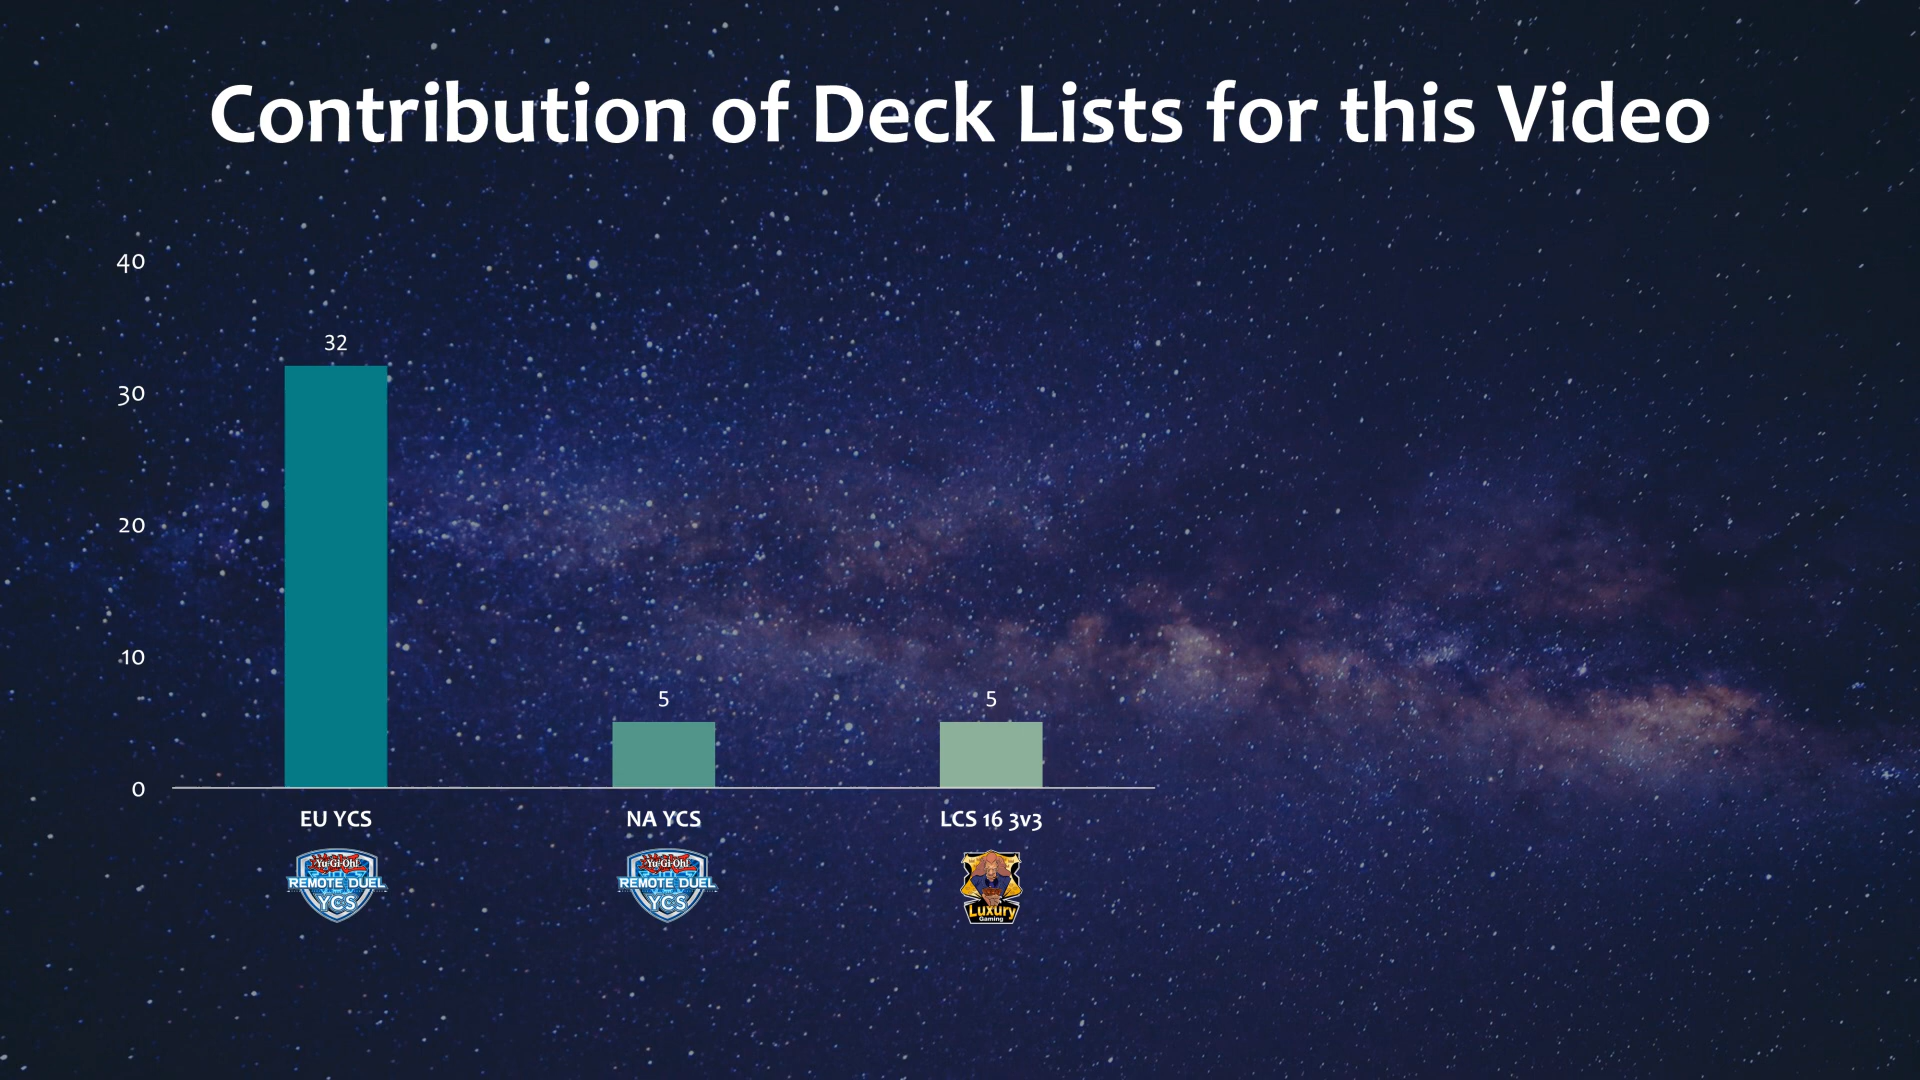 Contribution of Deck Lists for this Video
40
30
20
10
0
32
5
5
EU YCS
NA YCS
LCS 16 3v3
Yu-Gi-Oh!
REMOTE DUEL
YCS
Yu-Gi-Oh!
REMOTE DUEL
YCS
Luxury
Gaming